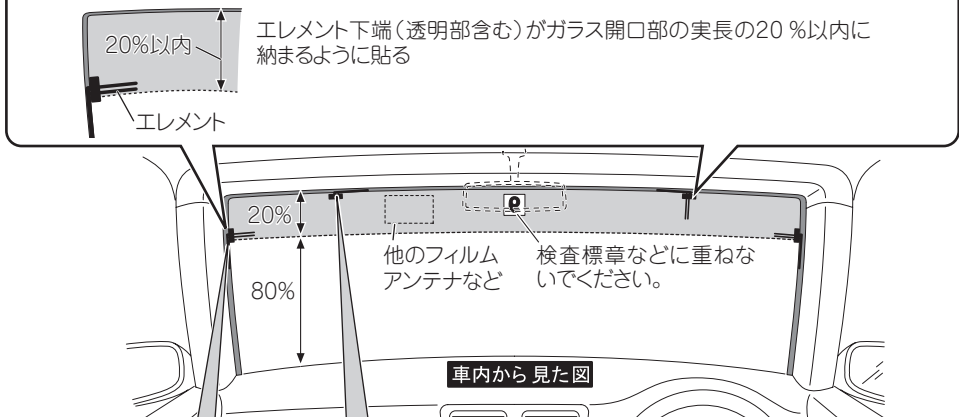 エレメント下端(透明部含む)がガラス開口部の実長の20 %以内に
納まるように貼る
20%以内
エレメント
20%
80%
他のフィルム
アンテナなど
9
検査標章などに重ねな
いでください。
車内から見た図